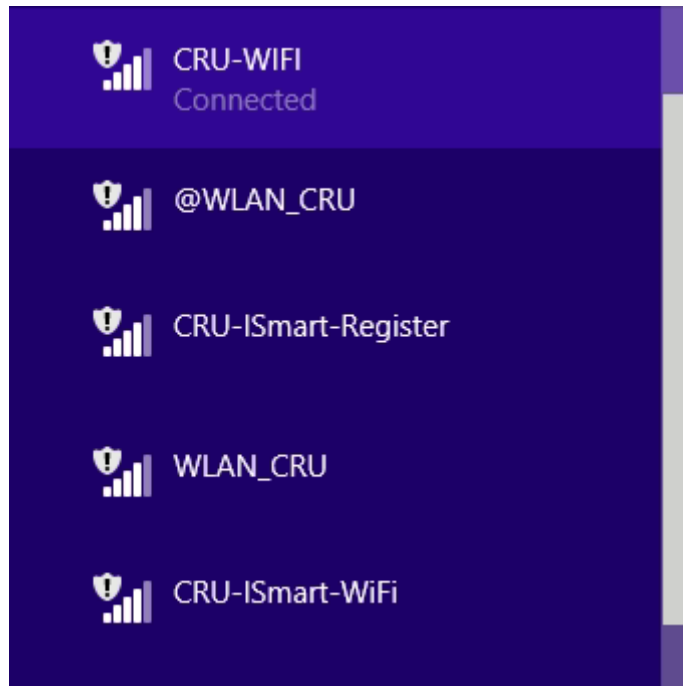 CRU-WIFI
Connected
@WLAN_CRU
CRU-ISmart-Register
WLAN_CRU
CRU-ISmart-WiFi